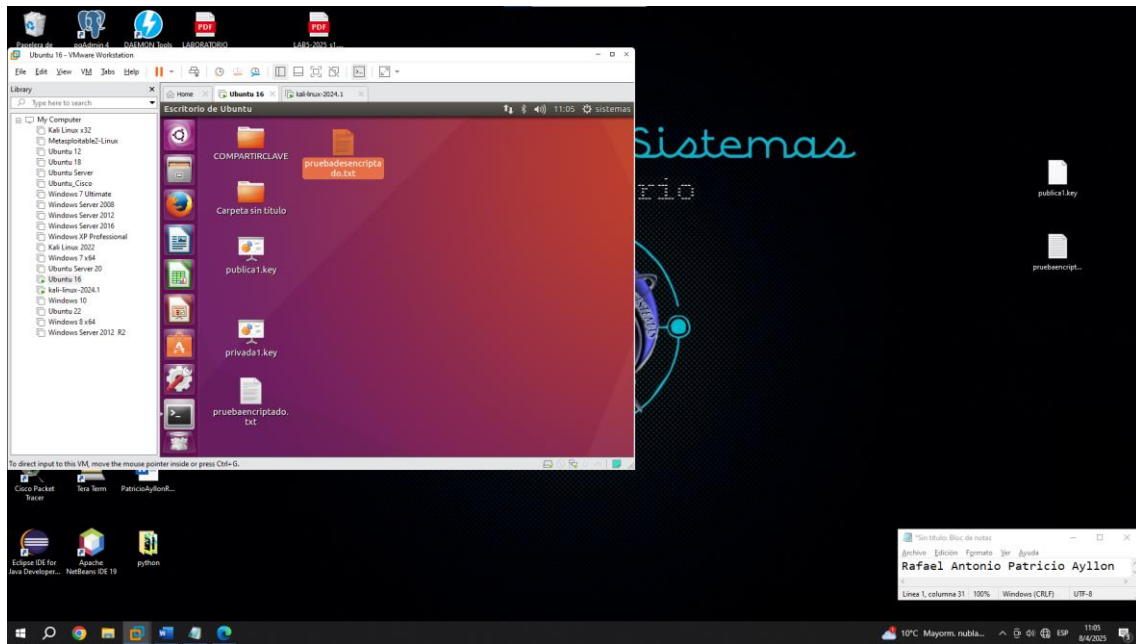 Papelera de
pgAdmin 4
DAEMON Tools
LABORATORIO
LAB5-2025 s1...
PDF
PDF
Ubuntu 16 - VMware Workstation
File Edit View VM Tabs Help
Library
Type here to search
Home
Ubuntu 16
kali-linux-2024.1
My Computer
Kali Linux x32
Metasploitable2-Linux
Ubuntu 12
Ubuntu 18
Ubuntu Server
Ubuntu_Cisco
Windows 7 Ultimate
Windows Server 2008
Windows Server 2012
Windows Server 2016
Windows XP Professional
Kali Linux 2022
Windows 7 x64
Ubuntu Server 20
Ubuntu 16
kali-linux-2024.1
Windows 10
Ubuntu 22
Windows 8 x64
Windows Server 2012 R2
Escritorio de Ubuntu
11:05 sistemas
COMPARTIRCLAVE
pruebadesencripta
do.txt
Carpeta sin título
publica1.key
privada1.key
pruebaencriptado.
txt
To direct input to this VM, move the mouse pointer inside or press Ctrl+G.
Sistemas
rio
publica1.key
pruebaencript...
Cisco Packet
Tracer
Tera Term
PatricioAyllonR...
Eclipse IDE for
Java Developer...
Apache
NetBeans IDE 19
python
*Sin título: Bloc de notas
Archivo Edición Formato Ver Ayuda
Rafael Antonio Patricio Ayllon
Línea 1, columna 31 100% Windows (CRLF) UTF-8
10°C Mayorm. nubla...
ESP
11:05
8/4/2025